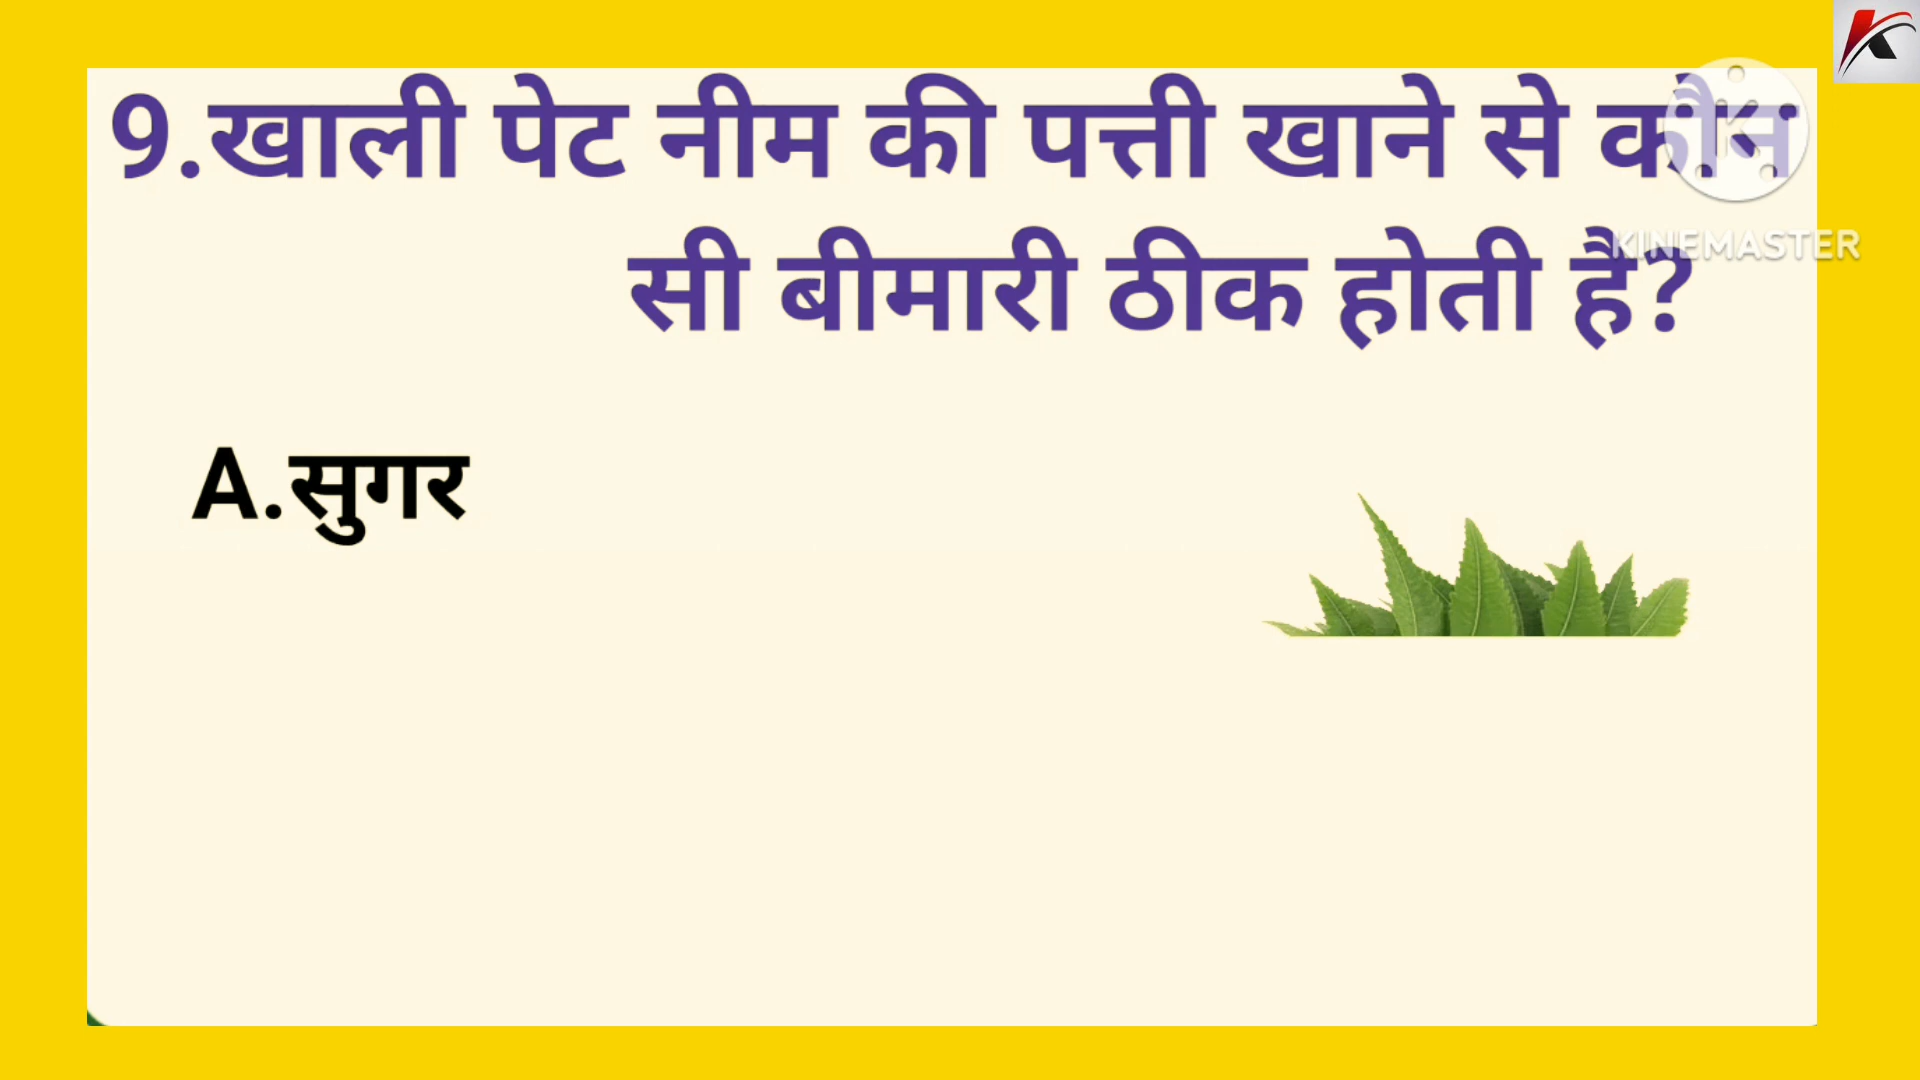 9.खाली पेट नीम की पत्ती खाने से कौन
सी बीमारी ठीक होती है?
KINEMASTER
A.सुगर